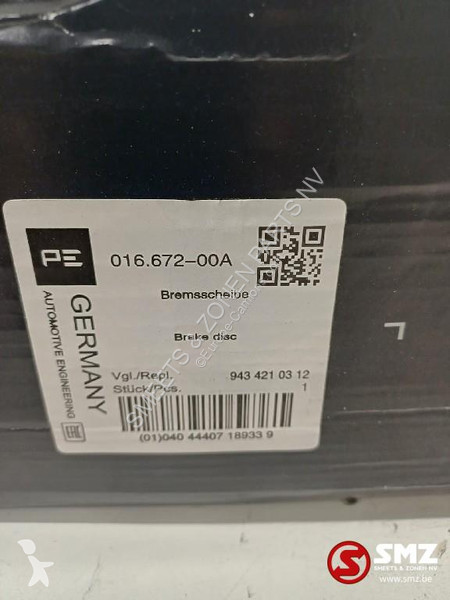 PE
016.672-00A
GERMANY
AUTOMOTIVE ENGINEERING
Bremsscheibe
Brake disc
Vgl./Repl. 943 421 03 12
Stück/Pcs. 1
(01)040 44407 18933 9
SMEETS & ZONEN PARTS NV
SMZ
SMEETS & ZONEN NV
www.smz.be